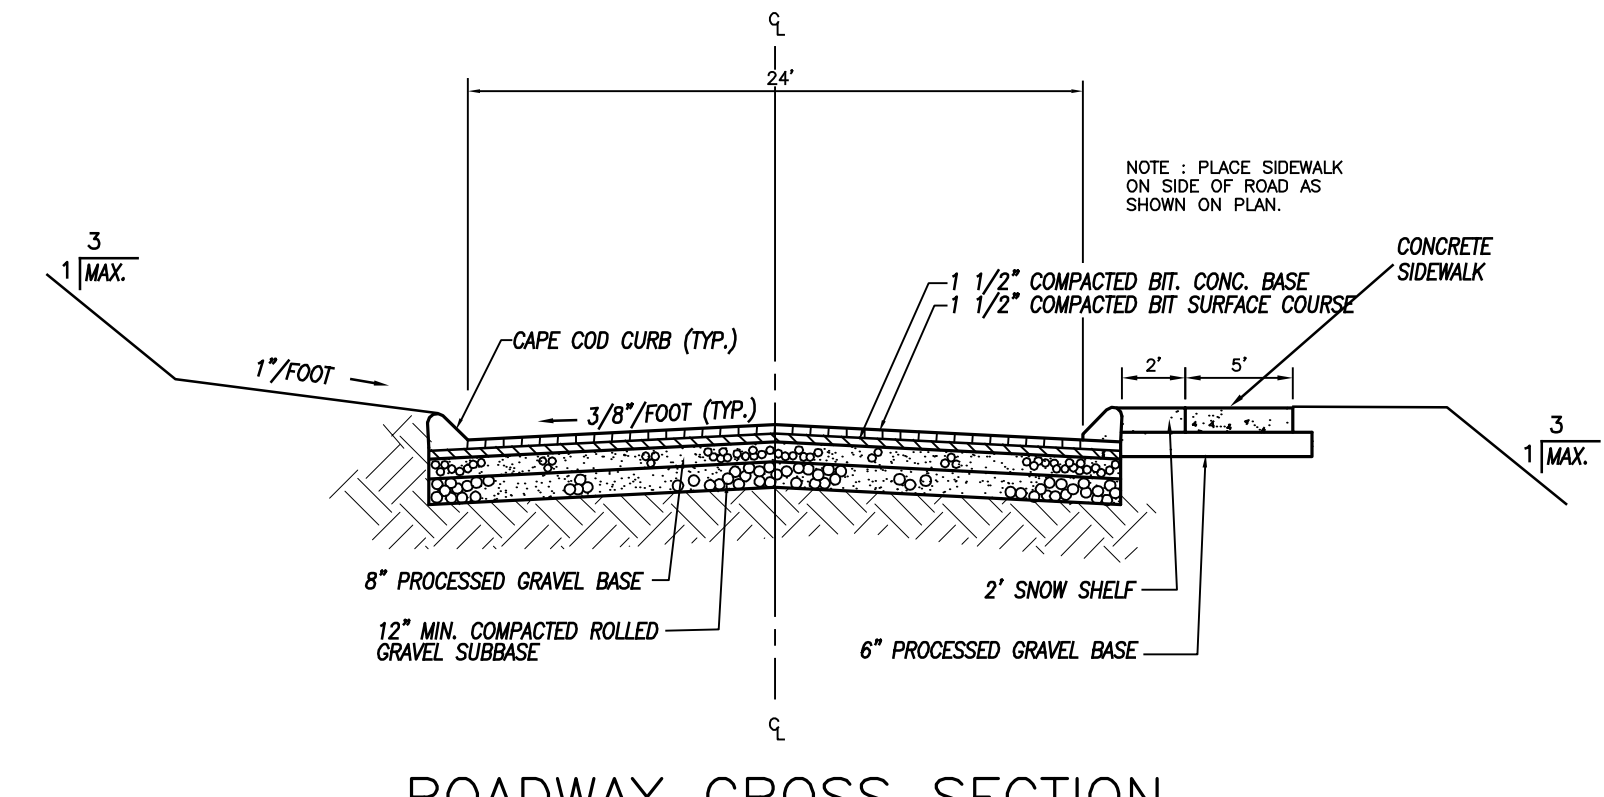 ℄
24'
NOTE : PLACE SIDEWALK
ON SIDE OF ROAD AS
SHOWN ON PLAN.
3
1 MAX.
CONCRETE
SIDEWALK
1 1/2" COMPACTED BIT. CONC. BASE
1 1/2" COMPACTED BIT SURFACE COURSE
CAPE COD CURB (TYP.)
1"/FOOT
2' 5'
3/8"/FOOT (TYP.)
3
1 MAX.
8" PROCESSED GRAVEL BASE
2' SNOW SHELF
12" MIN. COMPACTED ROLLED
GRAVEL SUBBASE
6" PROCESSED GRAVEL BASE
℄
ROADWAY CROSS SECTION